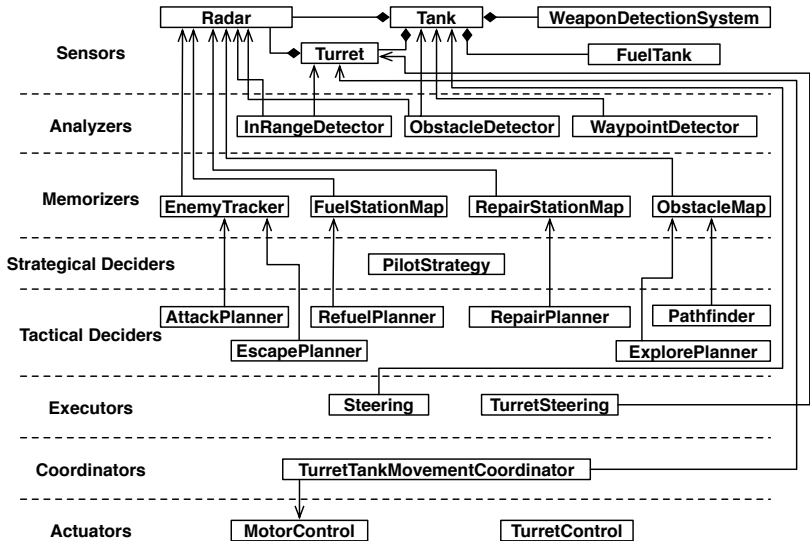 Radar Tank WeaponDetectionSystem
Sensors Turret FuelTank
Analyzers InRangeDetector ObstacleDetector WaypointDetector
Memorizers EnemyTracker FuelStationMap RepairStationMap ObstacleMap
Strategical Deciders PilotStrategy
AttackPlanner RefuelPlanner RepairPlanner Pathfinder
Tactical Deciders
EscapePlanner ExplorePlanner
Executors Steering TurretSteering
Coordinators TurretTankMovementCoordinator
Actuators MotorControl TurretControl